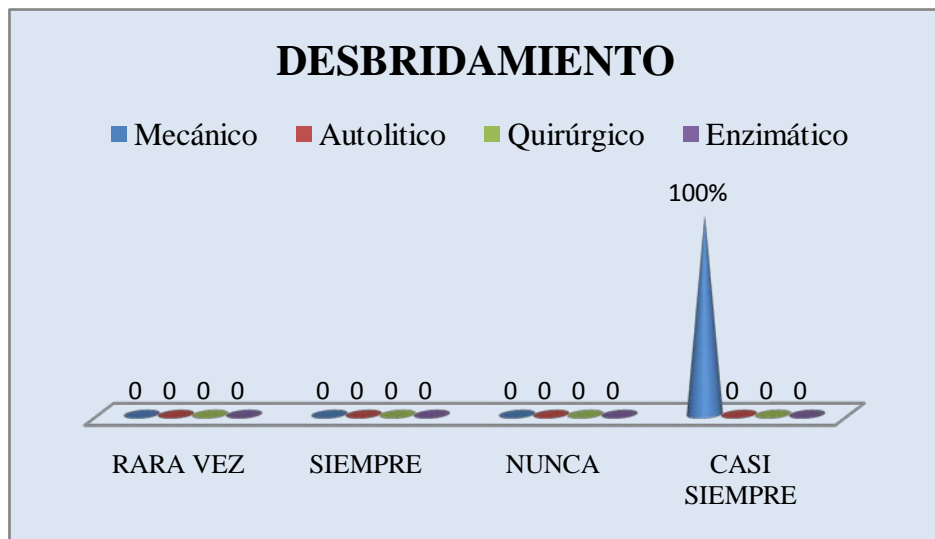 DESBRIDAMIENTO
Mecánico Autolitico Quirúrgico Enzimático
100%
0 0 0 0 0 0 0 0 0 0 0 0 0 0 0
RARA VEZ SIEMPRE NUNCA CASI
SIEMPRE